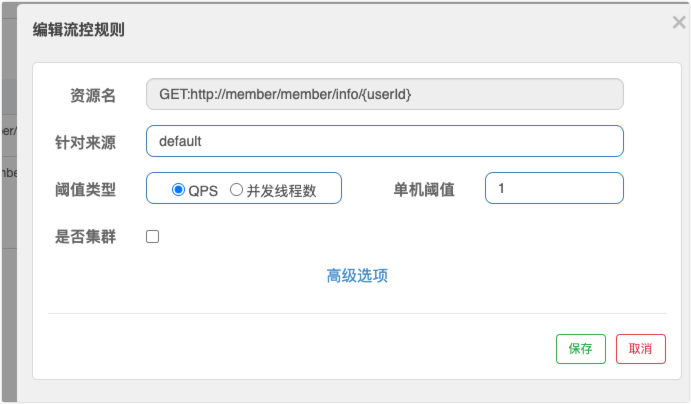 编辑流控规则
×
资源名 GET:http://member/member/info/{userId}
ber/
针对来源 default
mbe
阈值类型 QPS 并发线程数 单机阈值 1
是否集群
高级选项
保存 取消